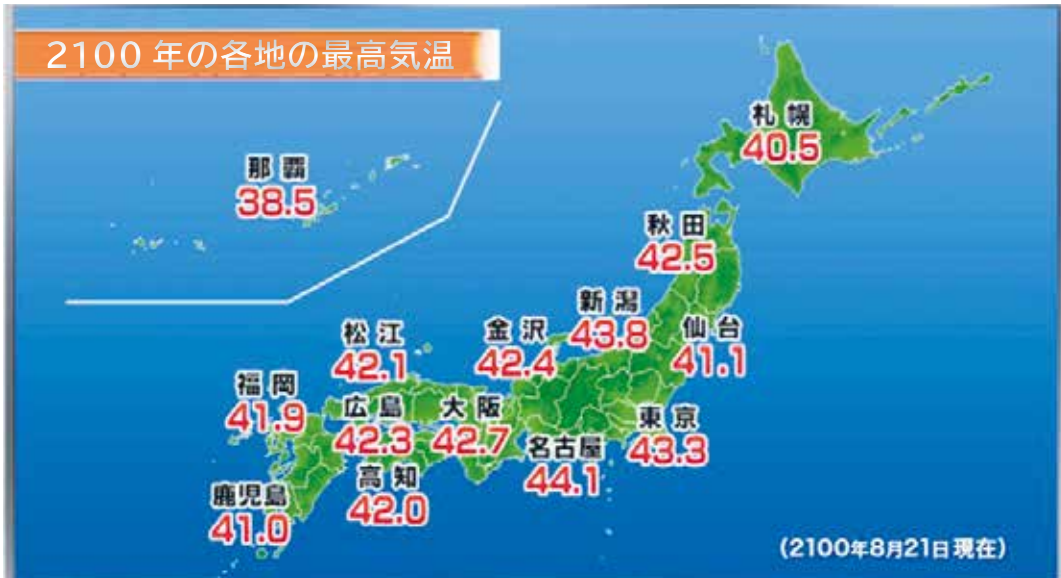 2100 年の各地の最高気温
札幌
40.5
那覇
38.5
秋田
42.5
新潟
43.8
仙台
41.1
金沢
42.4
松江
42.1
福岡
41.9
広島
42.3
大阪
42.7
東京
43.3
名古屋
44.1
高知
42.0
鹿児島
41.0
(2100年8月21日現在)